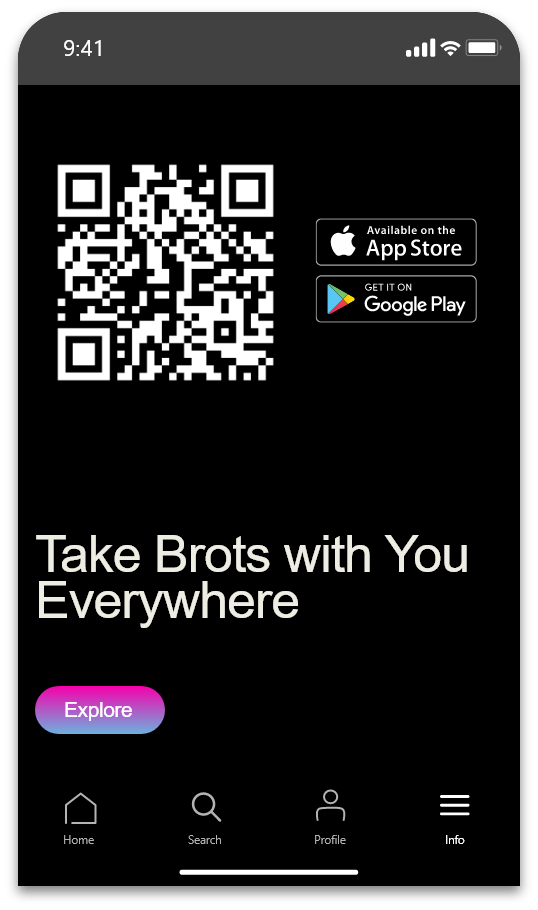 9:41
Available on the
App Store
GET IT ON
Google Play
Take Brots with You
Everywhere
Explore
Home
Search
Profile
Info